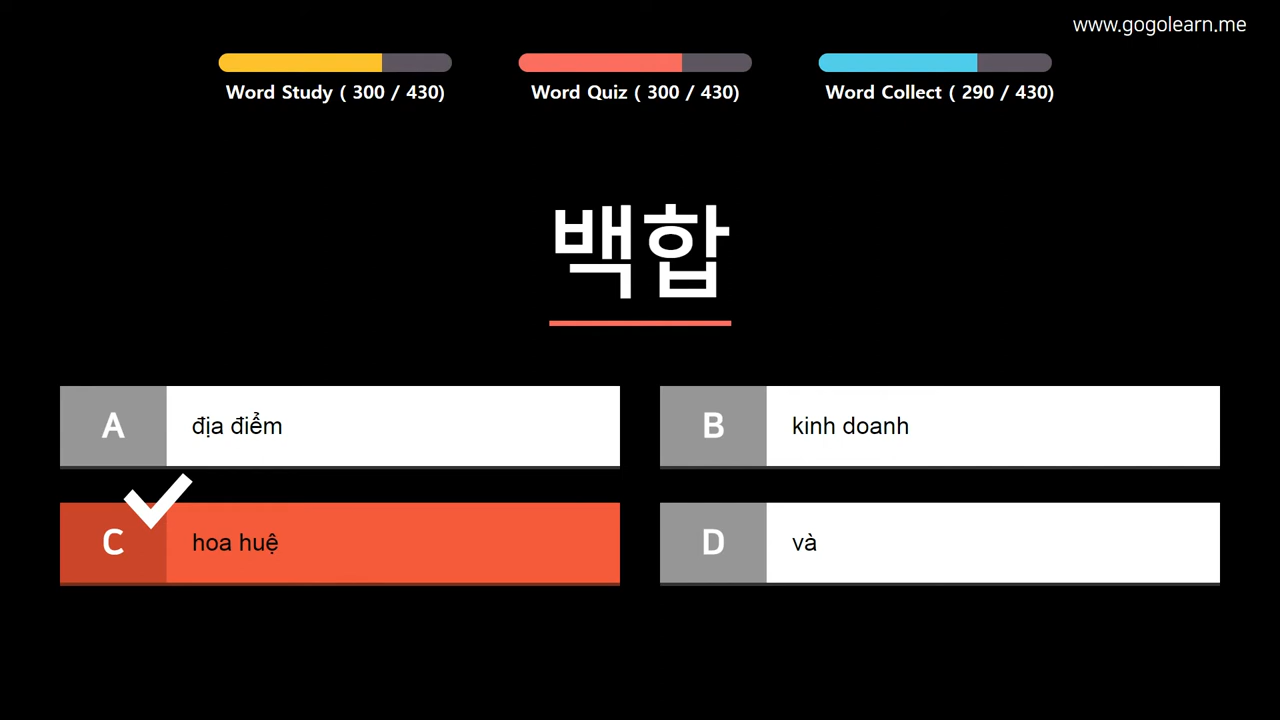 www.gogolearn.me
Word Study ( 300 / 430)
Word Quiz ( 300 / 430)
Word Collect ( 290 / 430)
백합
A địa điểm
B kinh doanh
C hoa huệ
D và